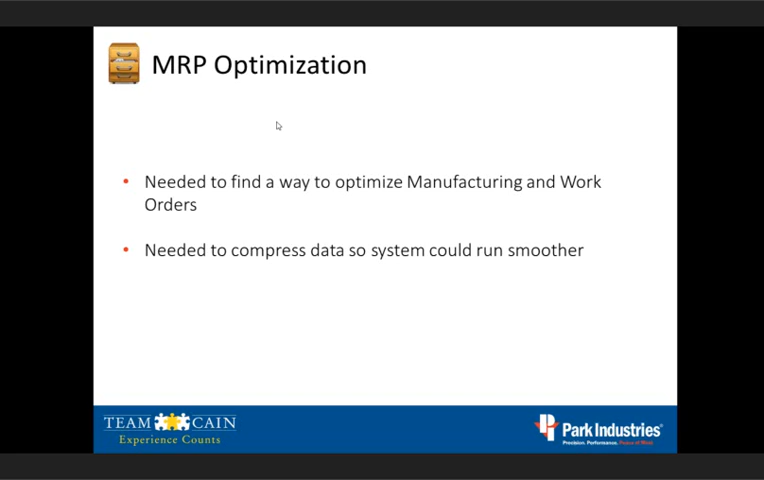 MRP Optimization
• Needed to find a way to optimize Manufacturing and Work
Orders
• Needed to compress data so system could run smoother
TEAM CAIN
Experience Counts
Park Industries®
Precision. Performance. Peace of Mind.